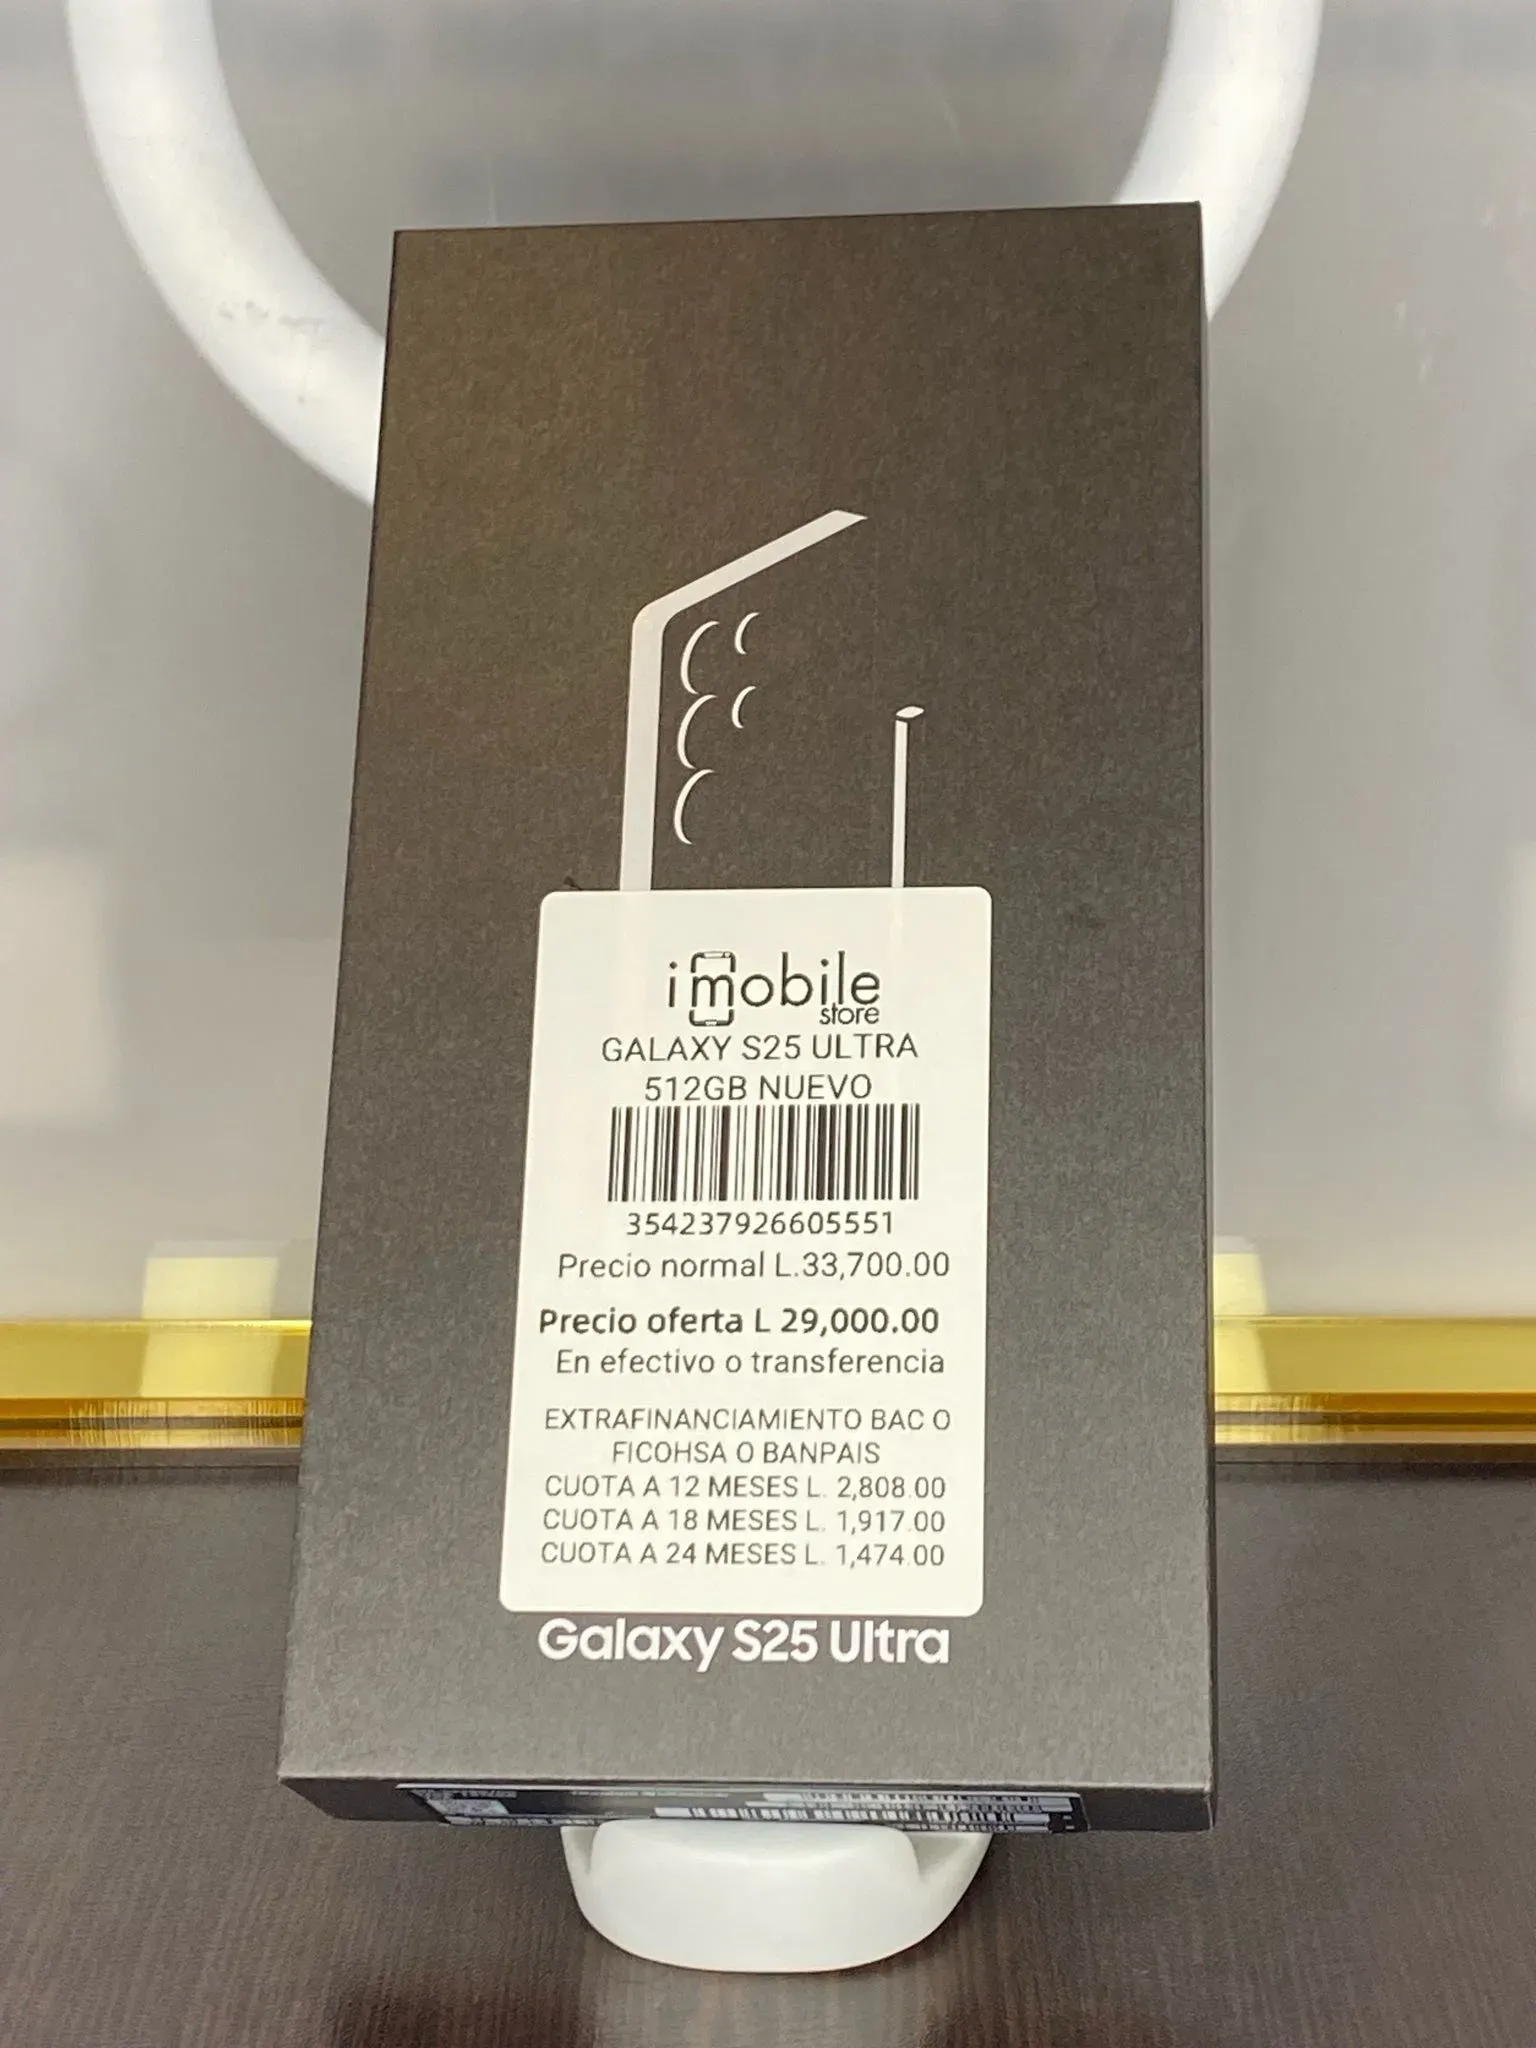 imobile
store
GALAXY S25 ULTRA
512GB NUEVO
354237926605551
Precio normal L.33,700.00
Precio oferta L 29,000.00
En efectivo o transferencia
EXTRAFINANCIAMIENTO BAC O
FICOHSA O BANPAIS
CUOTA A 12 MESES L. 2,808.00
CUOTA A 18 MESES L. 1,917.00
CUOTA A 24 MESES L. 1,474.00
Galaxy S25 Ultra